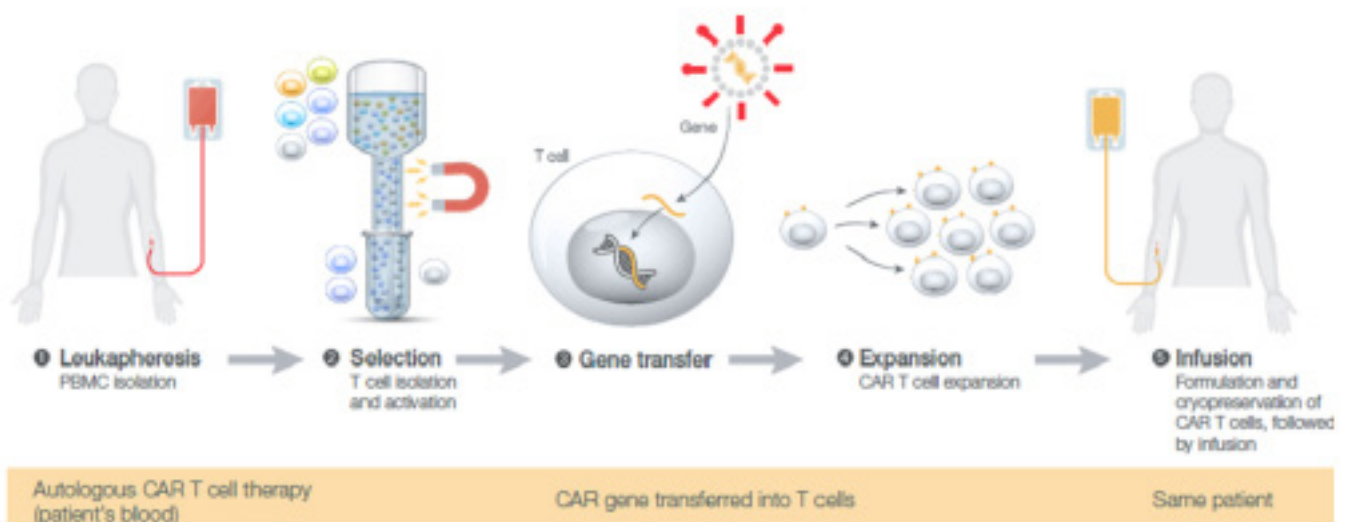 Gene
T cell
❶ Leukapheresis
PBMC isolation
❷ Selection
T cell isolation
and activation
❸ Gene transfer
❹ Expansion
CAR T cell expansion
❺ Infusion
Formulation and
cryopreservation of
CAR T cells, followed
by infusion
Autologous CAR T cell therapy
(patient's blood)
CAR gene transferred into T cells
Same patient